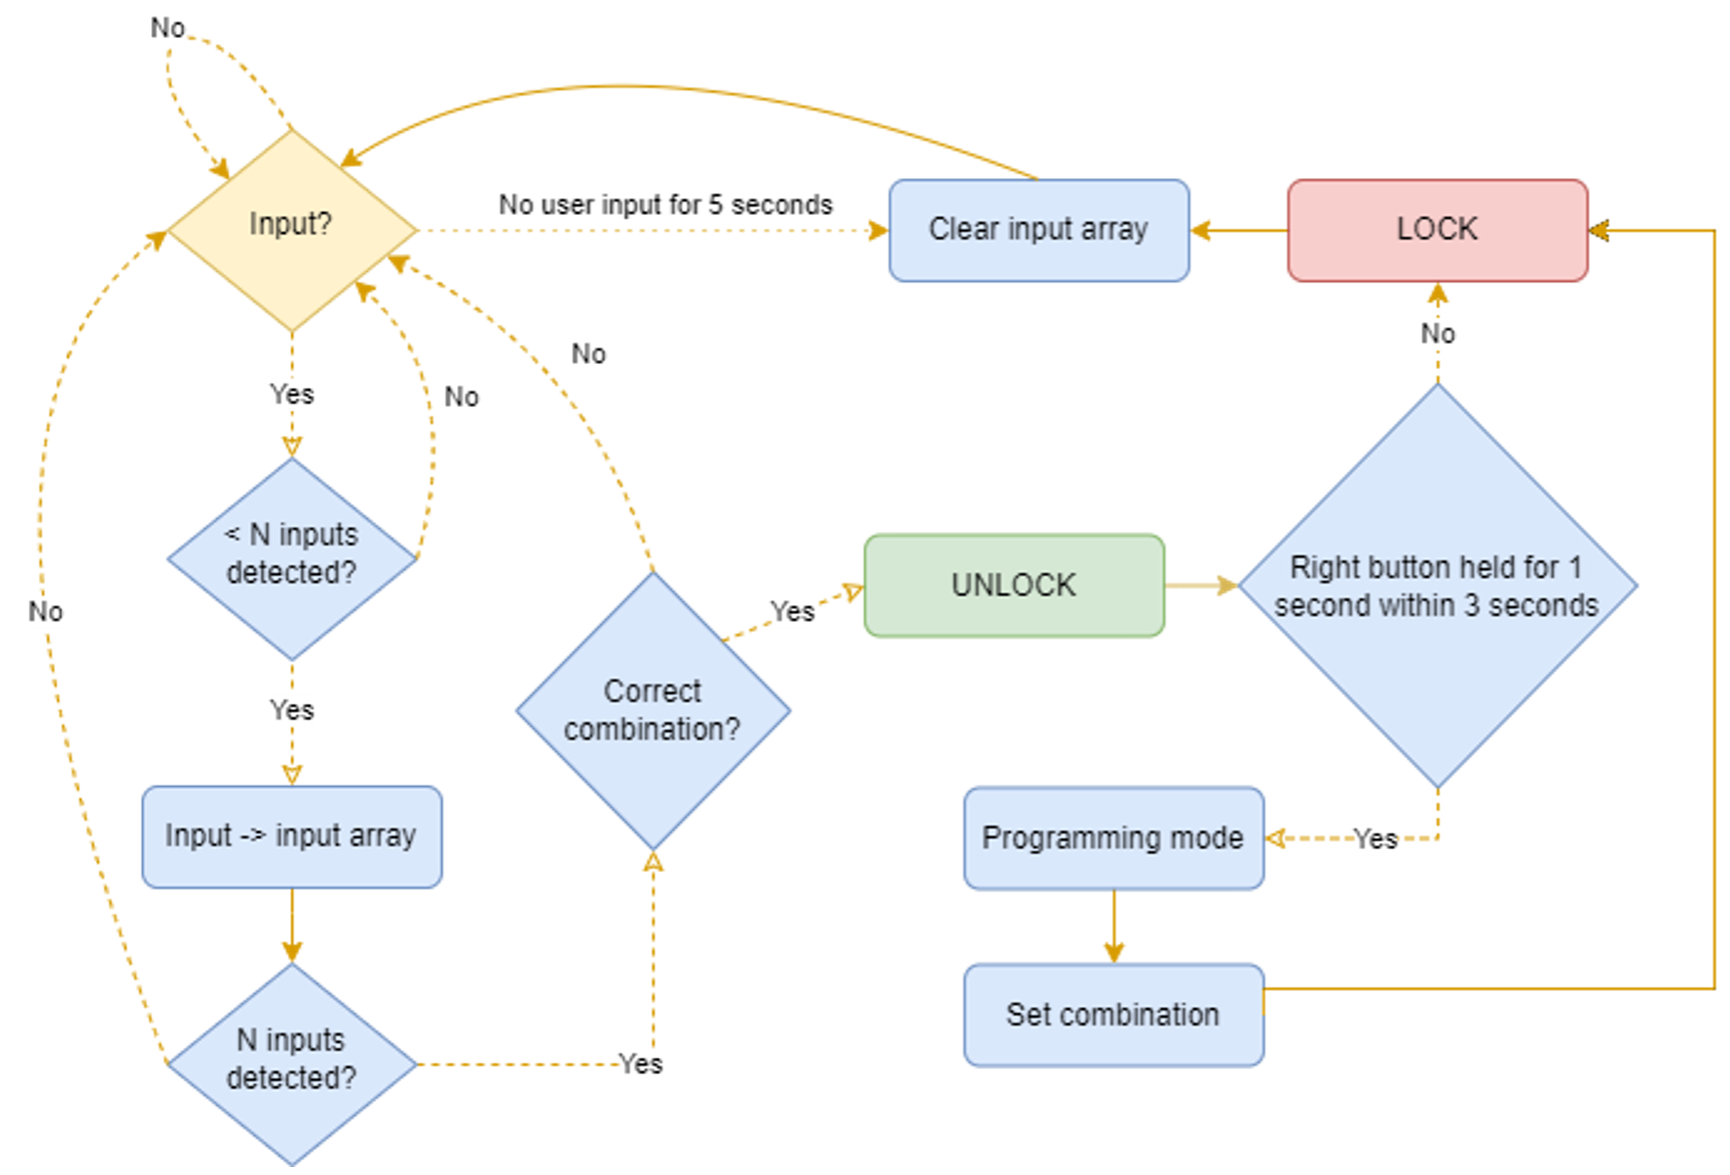 No
No user input for 5 seconds
Input?
Clear input array
LOCK
No
No
Yes
No
< N inputs
detected?
Right button held for 1
second within 3 seconds
UNLOCK
Yes
No
Correct
combination?
Yes
Input -> input array
Programming mode
Yes
Set combination
N inputs
detected?
Yes